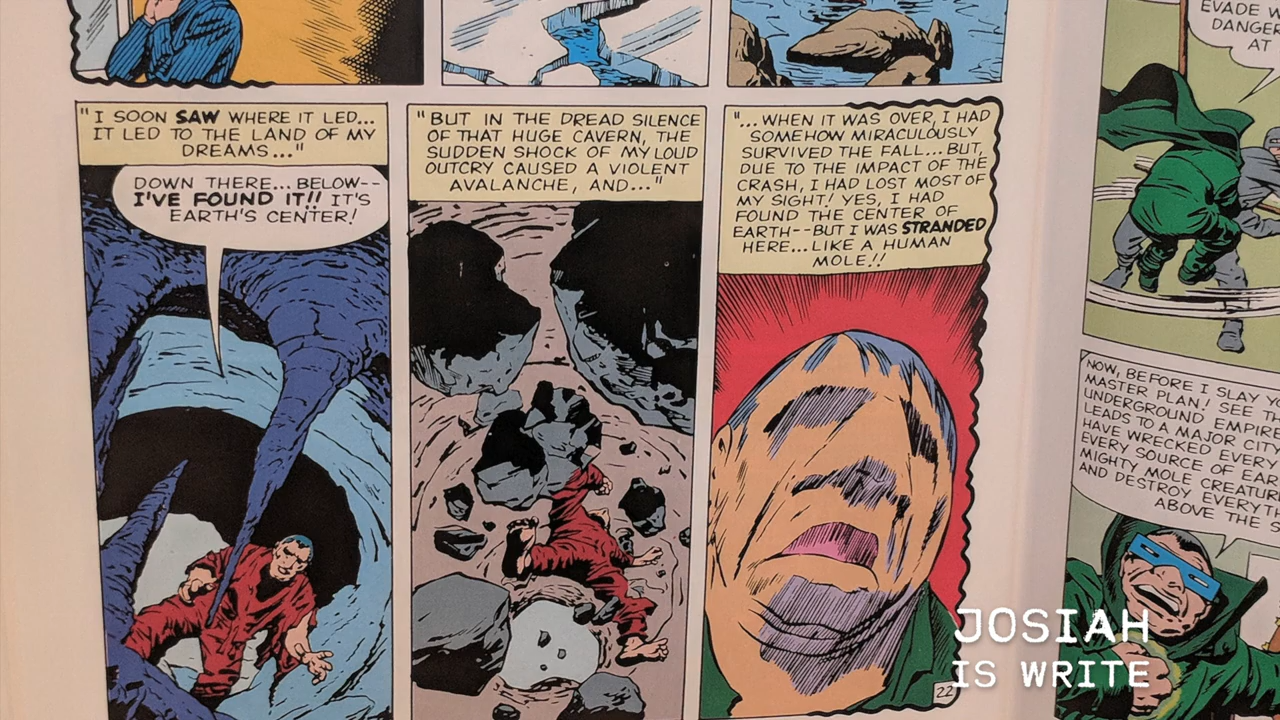 "I SOON SAW WHERE IT LED...
IT LED TO THE LAND OF MY
DREAMS..."
DOWN THERE... BELOW--
I'VE FOUND IT!! IT'S
EARTH'S CENTER!
"BUT IN THE DREAD SILENCE
OF THAT HUGE CAVERN, THE
SUDDEN SHOCK OF MY LOUD
OUTCRY CAUSED A VIOLENT
AVALANCHE, AND..."
"...WHEN IT WAS OVER, I HAD
SOMEHOW MIRACULOUSLY
SURVIVED THE FALL... BUT,
DUE TO THE IMPACT OF THE
CRASH, I HAD LOST MOST OF
MY SIGHT! YES, I HAD
FOUND THE CENTER OF
EARTH--BUT I WAS STRANDED
HERE... LIKE A HUMAN
MOLE!!
22
EVADE
DANGER
AT
NOW, BEFORE I SLAY
MASTER PLAN! SEE
UNDERGROUND EMPIRE
LEADS TO A MAJOR CITY
HAVE WRECKED EVERY
EVERY SOURCE OF
MIGHTY MOLE
AND DESTROY
ABOVE THE
JOSIAH
IS WRITE